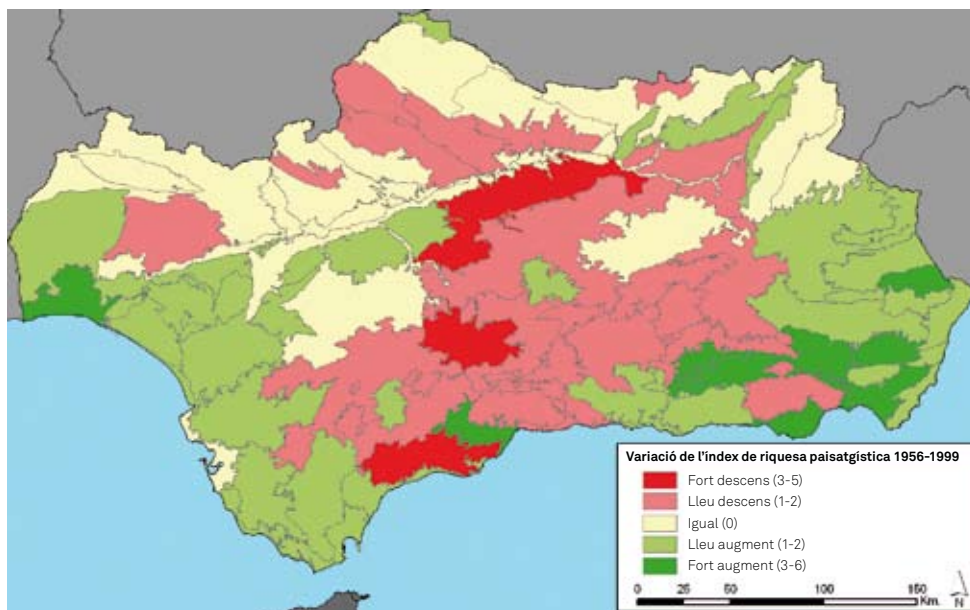 Variació de l'índex de riquesa paisatgística 1956-1999
Fort descens (3-5)
Lleu descens (1-2)
Igual (0)
Lleu augment (1-2)
Fort augment (3-6)
0 25 50 100 150
Km.
N